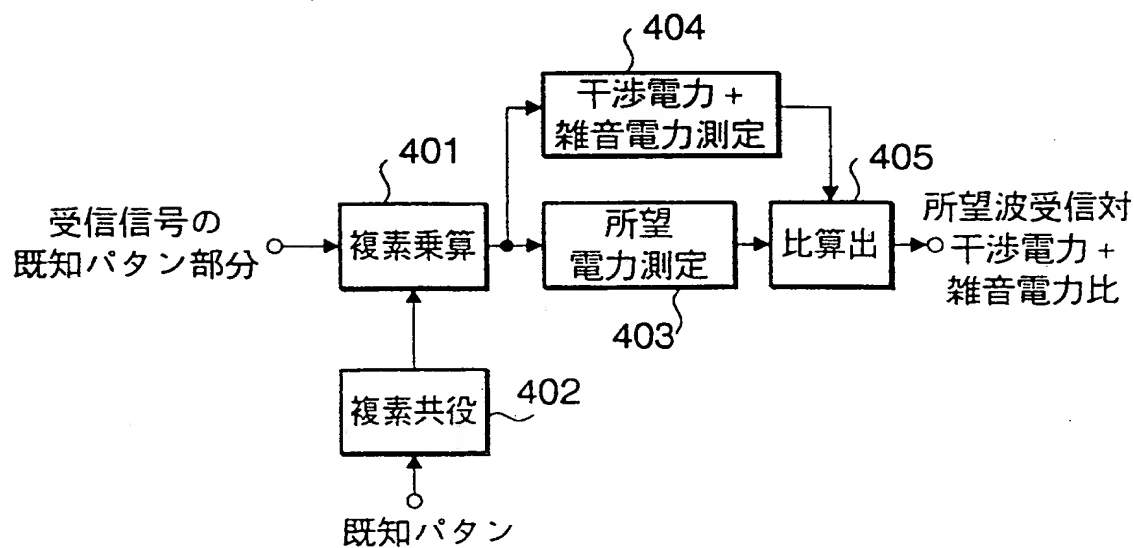 404
干渉電力 +
雑音電力測定
401
405
受信信号の
既知パタン部分
複素乗算
所望
電力測定
比算出
所望波受信対
干渉電力 +
雑音電力比
403
複素共役
402
既知パタン